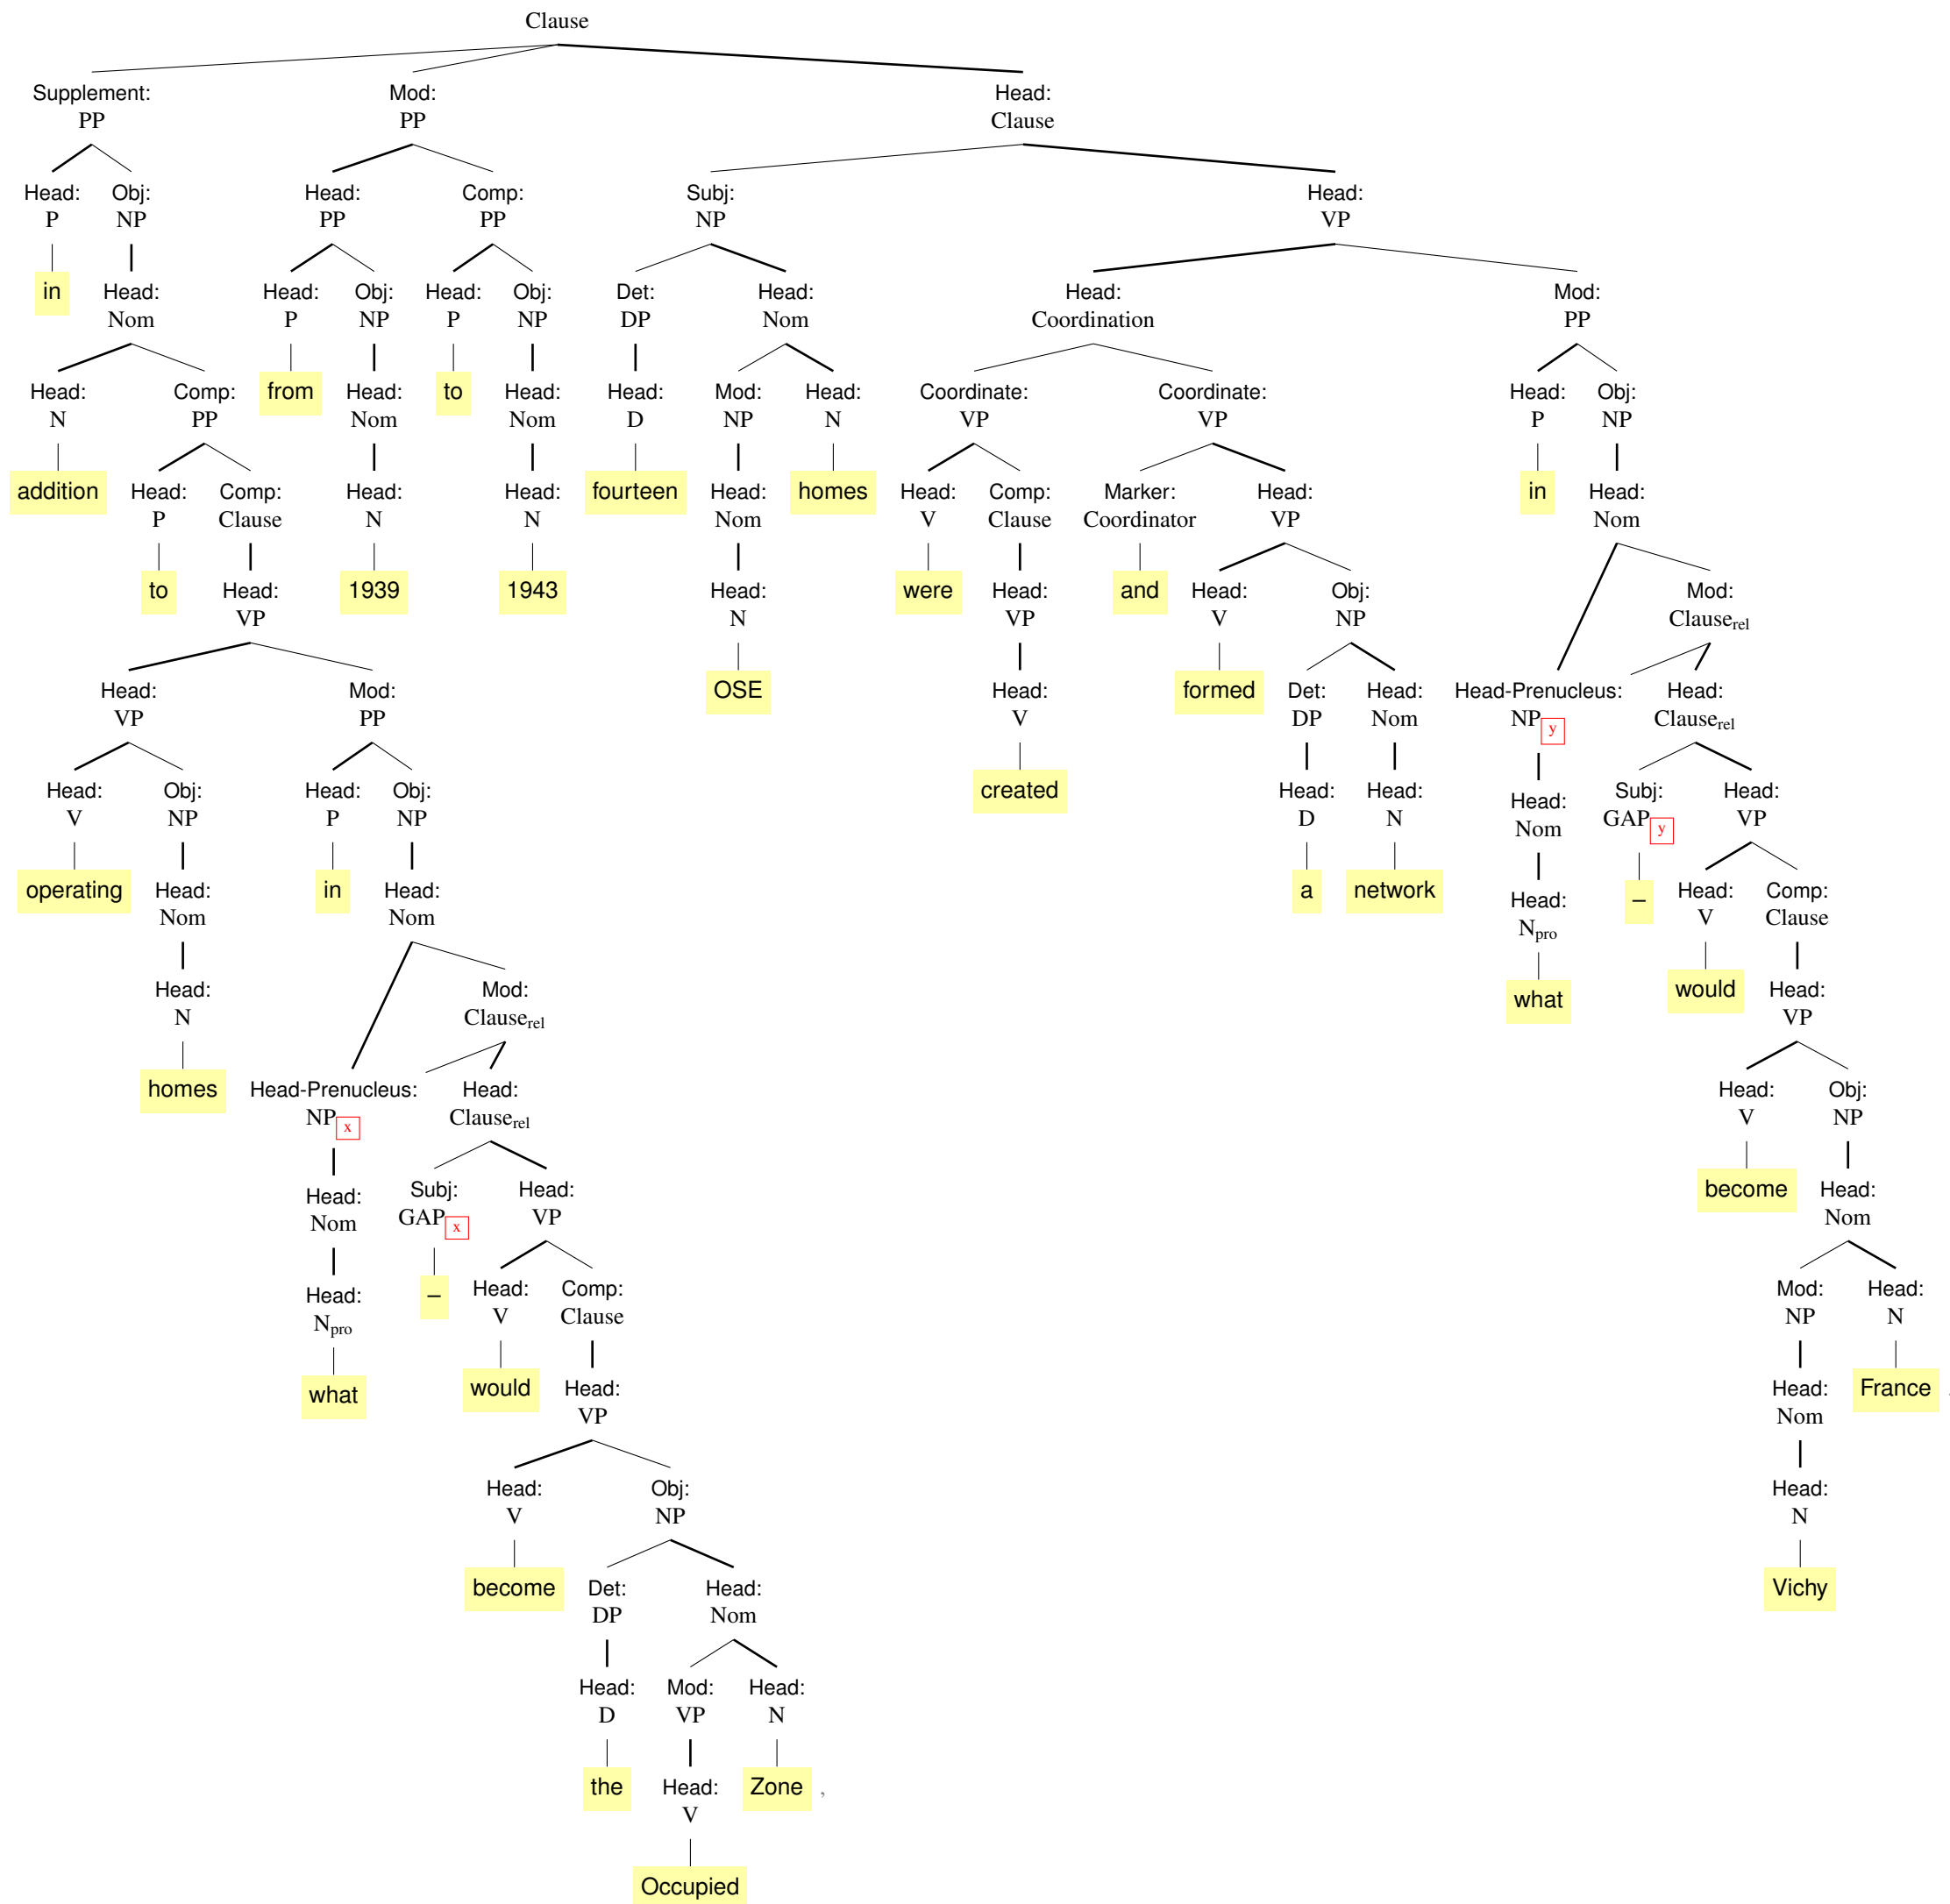 Clause
Supplement: Mod: Head:
PP PP Clause
Head: Obj: Head: Comp: Subj: Head:
P NP PP PP NP VP
in Head: Head: Obj: Head: Obj: Det: Head: Head: Mod:
Nom P NP P NP DP Nom Coordination PP
Head: Comp: from Head: to Head: Head: Mod: Head: Coordinate: Coordinate: Head: Obj:
N PP Nom Nom D NP N VP VP P NP
addition Head: Comp: Head: Head: fourteen Head: homes Head: Comp: Marker: Head: in Head:
P Clause N N Nom V Clause Coordinator VP Nom
to Head: 1939 1943 Head: were Head: and Head: Obj: Mod:
VP N VP V NP Clauserel
Head: Mod: OSE Head: formed Det: Head: Head-Prenucleus: Head:
VP PP V DP Nom NP y Clauserel
Head: Obj: Head: Obj: created Head: Head: Head: Subj: Head:
V NP P NP D N Nom GAP y VP
operating Head: in Head: a network Head: – Head: Comp:
Nom Nom Npro V Clause
Head: Mod: what would Head:
N Clauserel VP
homes Head-Prenucleus: Head: Head: Obj:
NP x Clauserel V NP
Head: Subj: Head: become Head:
Nom GAP x VP Nom
Head: – Head: Comp: Mod: Head:
Npro V Clause NP N
what would Head: Head: France .
VP Nom
Head: Obj: Head:
V NP N
become Det: Head: Vichy
DP Nom
Head: Mod: Head:
D VP N
the Head: Zone ,
V
Occupied